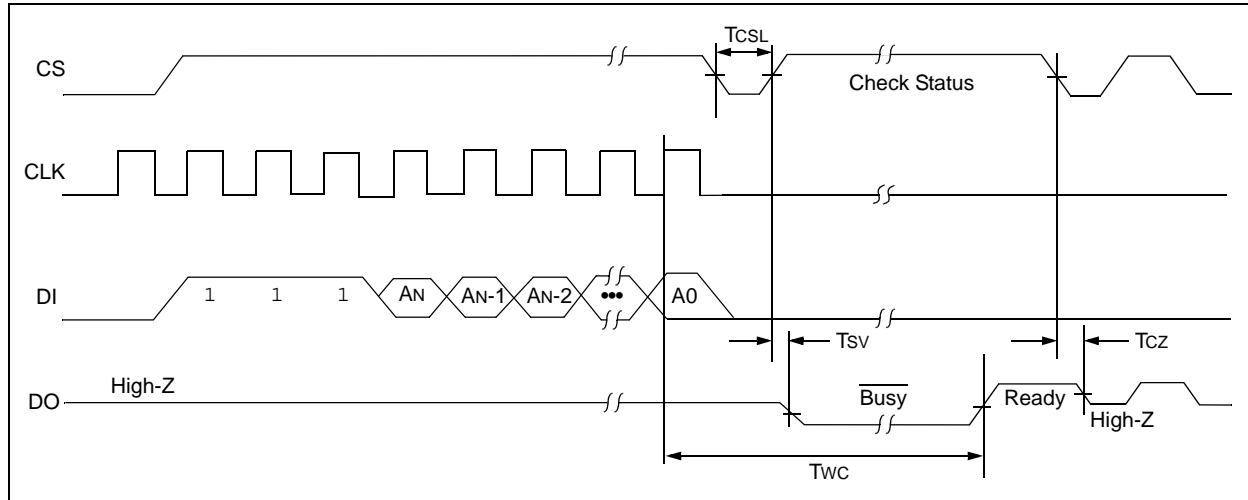 TCSL
CS
Check Status
CLK
DI
1 1 1 AN AN-1 AN-2 ••• A0
TSV
TCZ
High-Z
DO
Busy
Ready
High-Z
TWC